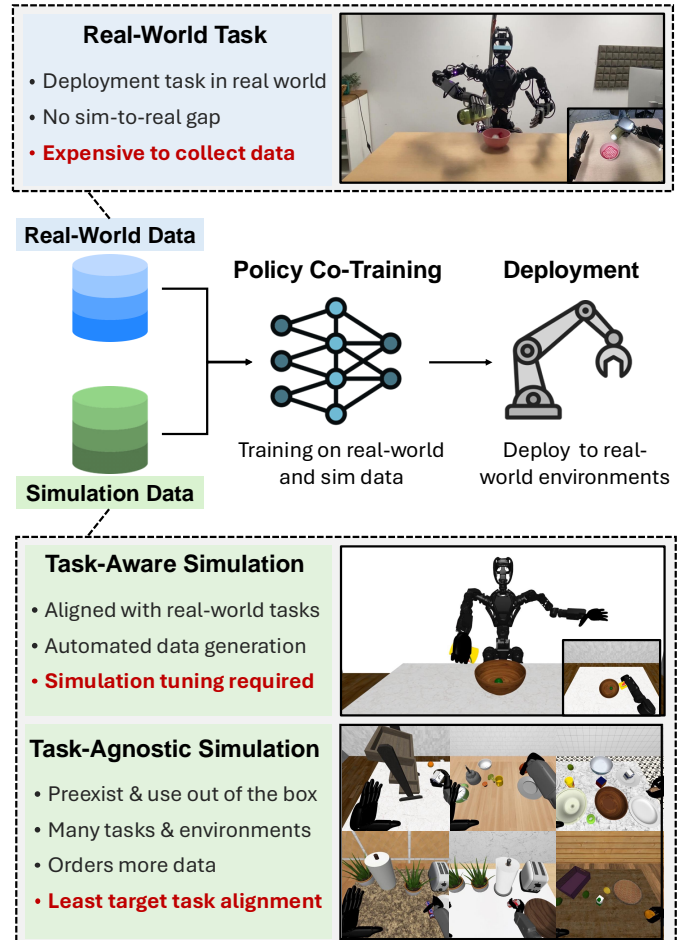 Real-World Task
• Deployment task in real world
• No sim-to-real gap
• Expensive to collect data
Real-World Data
Policy Co-Training
Deployment
Training on real-world
and sim data
Deploy to real-
world environments
Simulation Data
Task-Aware Simulation
• Aligned with real-world tasks
• Automated data generation
• Simulation tuning required
Task-Agnostic Simulation
• Preexist & use out of the box
• Many tasks & environments
• Orders more data
• Least target task alignment